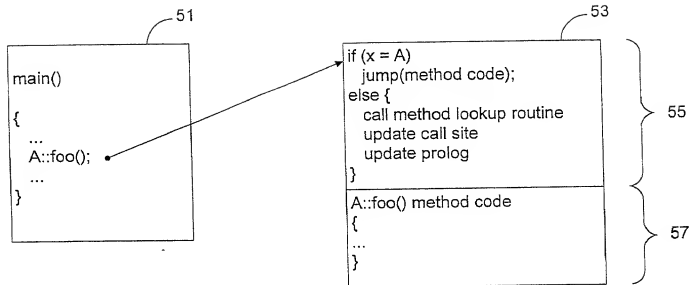 51
main()
{
...
A::foo();
...
}
53
if (x = A)
jump(method code);
else {
call method lookup routine
update call site
update prolog
}
55
A::foo() method code
{
...
}
57